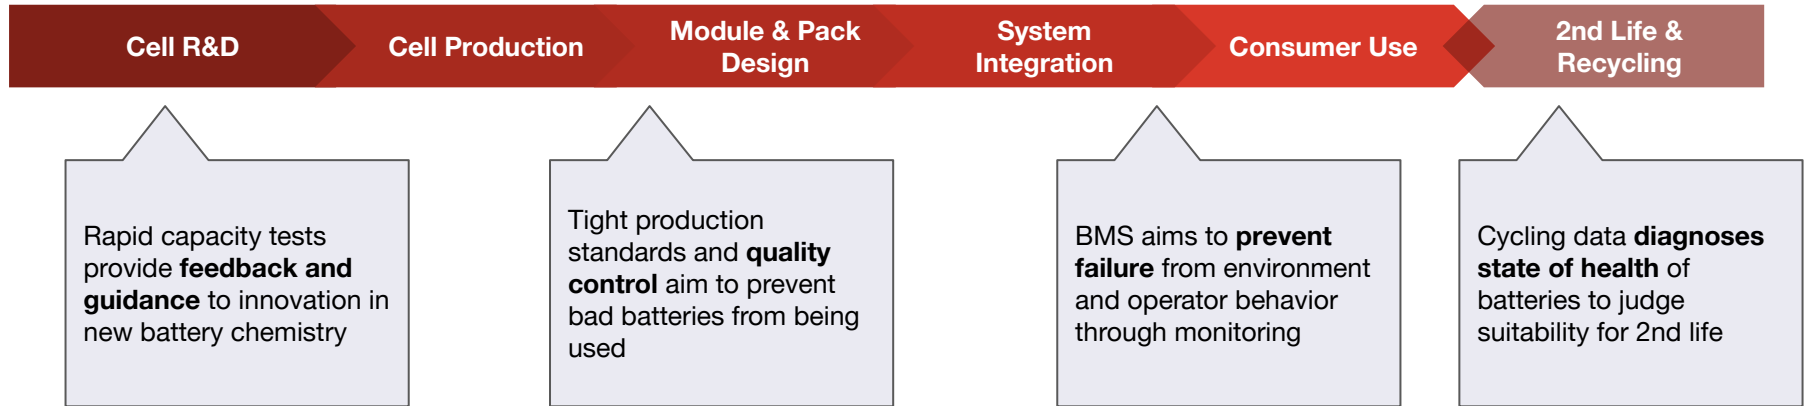 Cell R&D
Cell Production
Module & Pack
Design
System
Integration
Consumer Use
2nd Life &
Recycling
Rapid capacity tests
provide feedback and
guidance to innovation in
new battery chemistry
Tight production
standards and quality
control aim to prevent
bad batteries from being
used
BMS aims to prevent
failure from environment
and operator behavior
through monitoring
Cycling data diagnoses
state of health of
batteries to judge
suitability for 2nd life